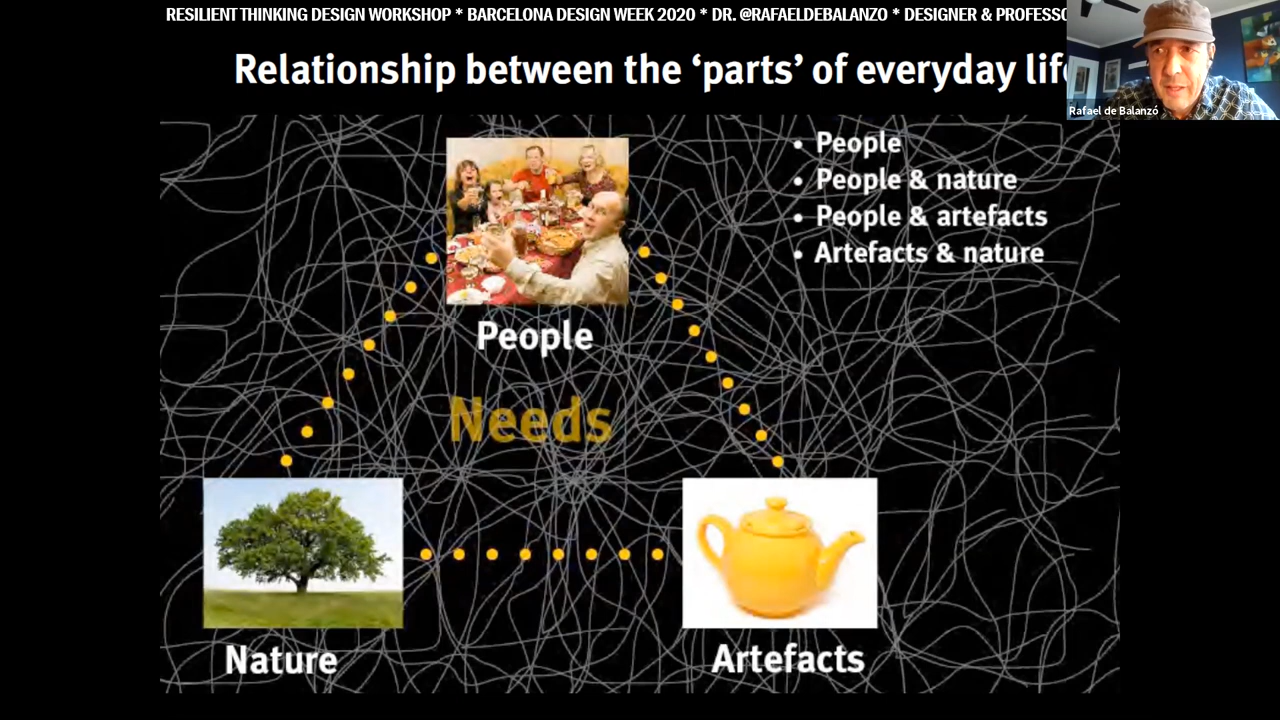 RESILIENT THINKING DESIGN WORKSHOP * BARCELONA DESIGN WEEK 2020 * DR. @RAFAELDEBALANZO * DESIGNER & PROFESSO
Rafael de Balanzó
Relationship between the ‘parts’ of everyday life
• People
• People & nature
• People & artefacts
• Artefacts & nature
People
Needs
Nature
Artefacts